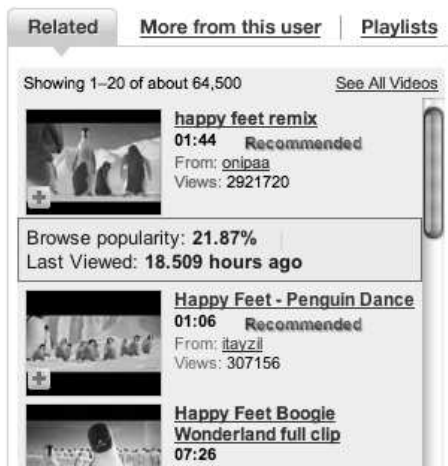 Related More from this user Playlists
Showing 1–20 of about 64,500 See All Videos
happy feet remix
01:44 Recommended
From: onipaa
Views: 2921720
Browse popularity: 21.87%
Last Viewed: 18.509 hours ago
Happy Feet - Penguin Dance
01:06 Recommended
From: itayzil
Views: 307156
Happy Feet Boogie
Wonderland full clip
07:26